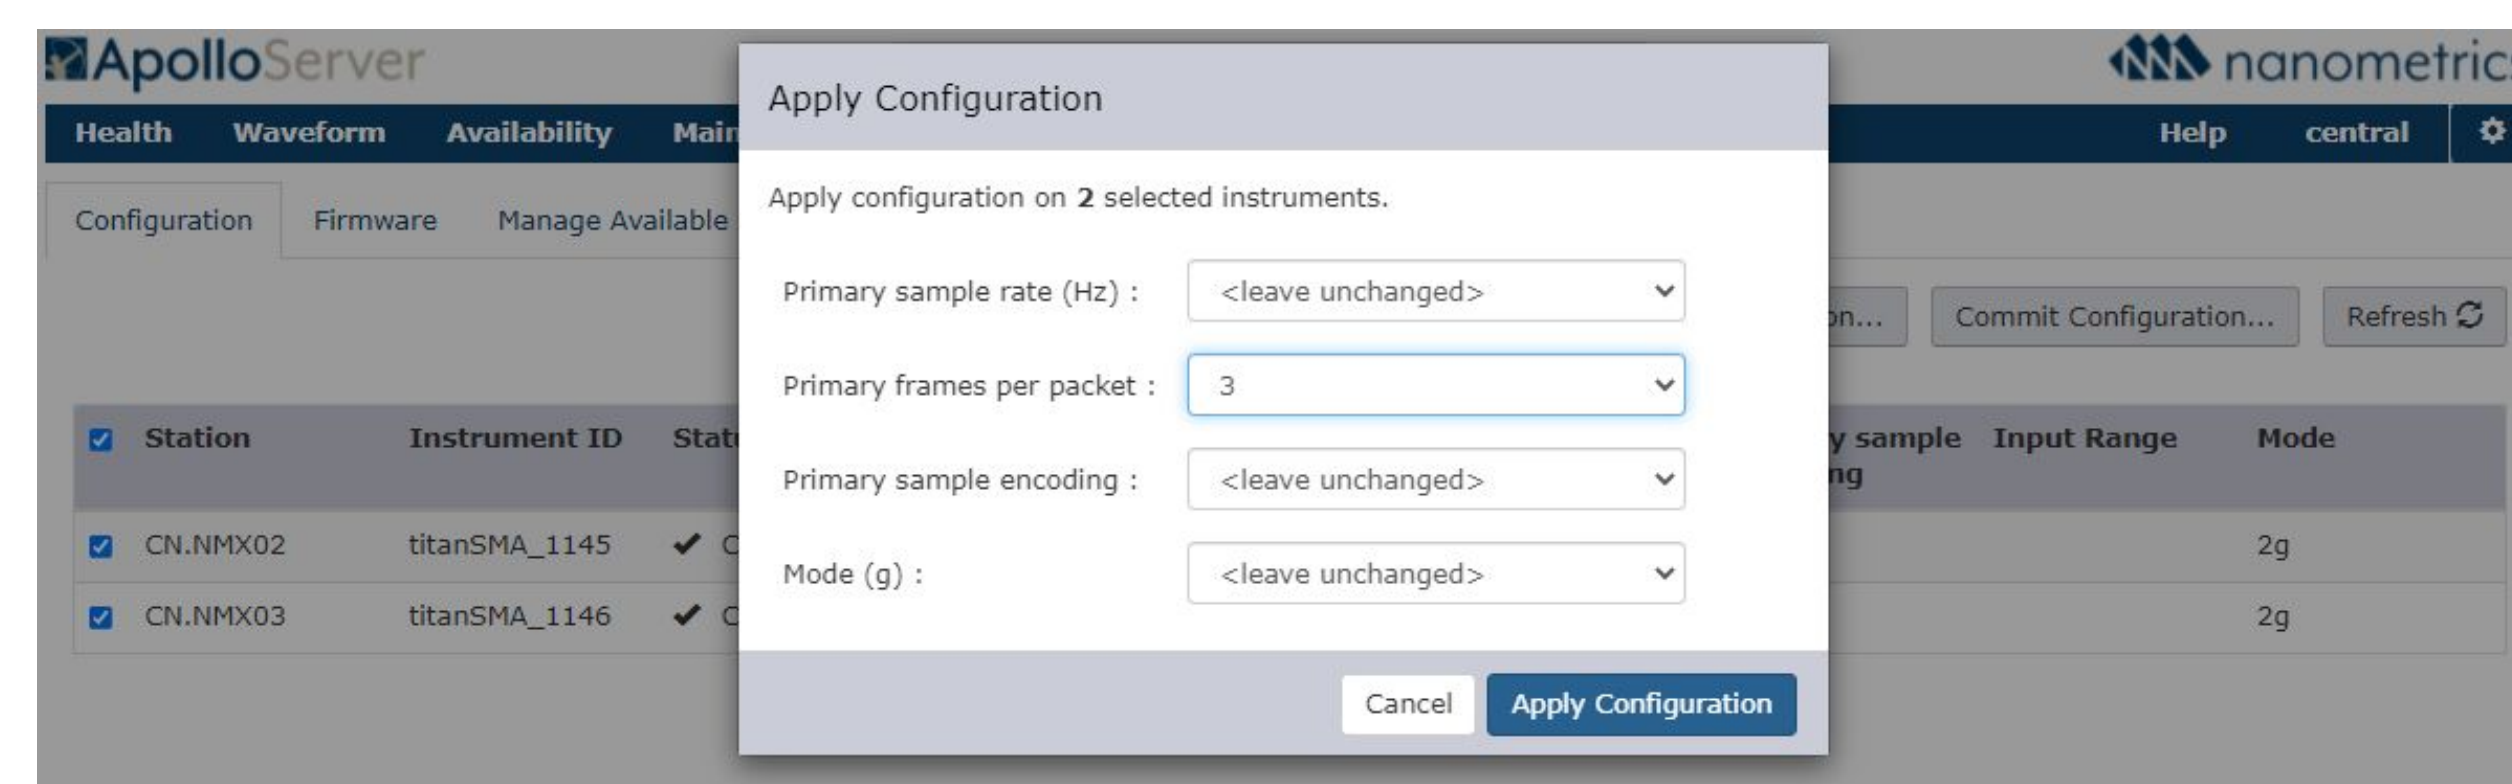 ApolloServer
nanometrics
Health Waveform Availability Help central
Configuration Firmware Manage Available
Apply Configuration
Apply configuration on 2 selected instruments.
Primary sample rate (Hz) : <leave unchanged>
Primary frames per packet : 3
Primary sample encoding : <leave unchanged>
Mode (g) : <leave unchanged>
Cancel Apply Configuration
Commit Configuration... Refresh
Station Instrument ID sample Input Range Mode
CN.NMX02 titanSMA_1145 2g
CN.NMX03 titanSMA_1146 2g